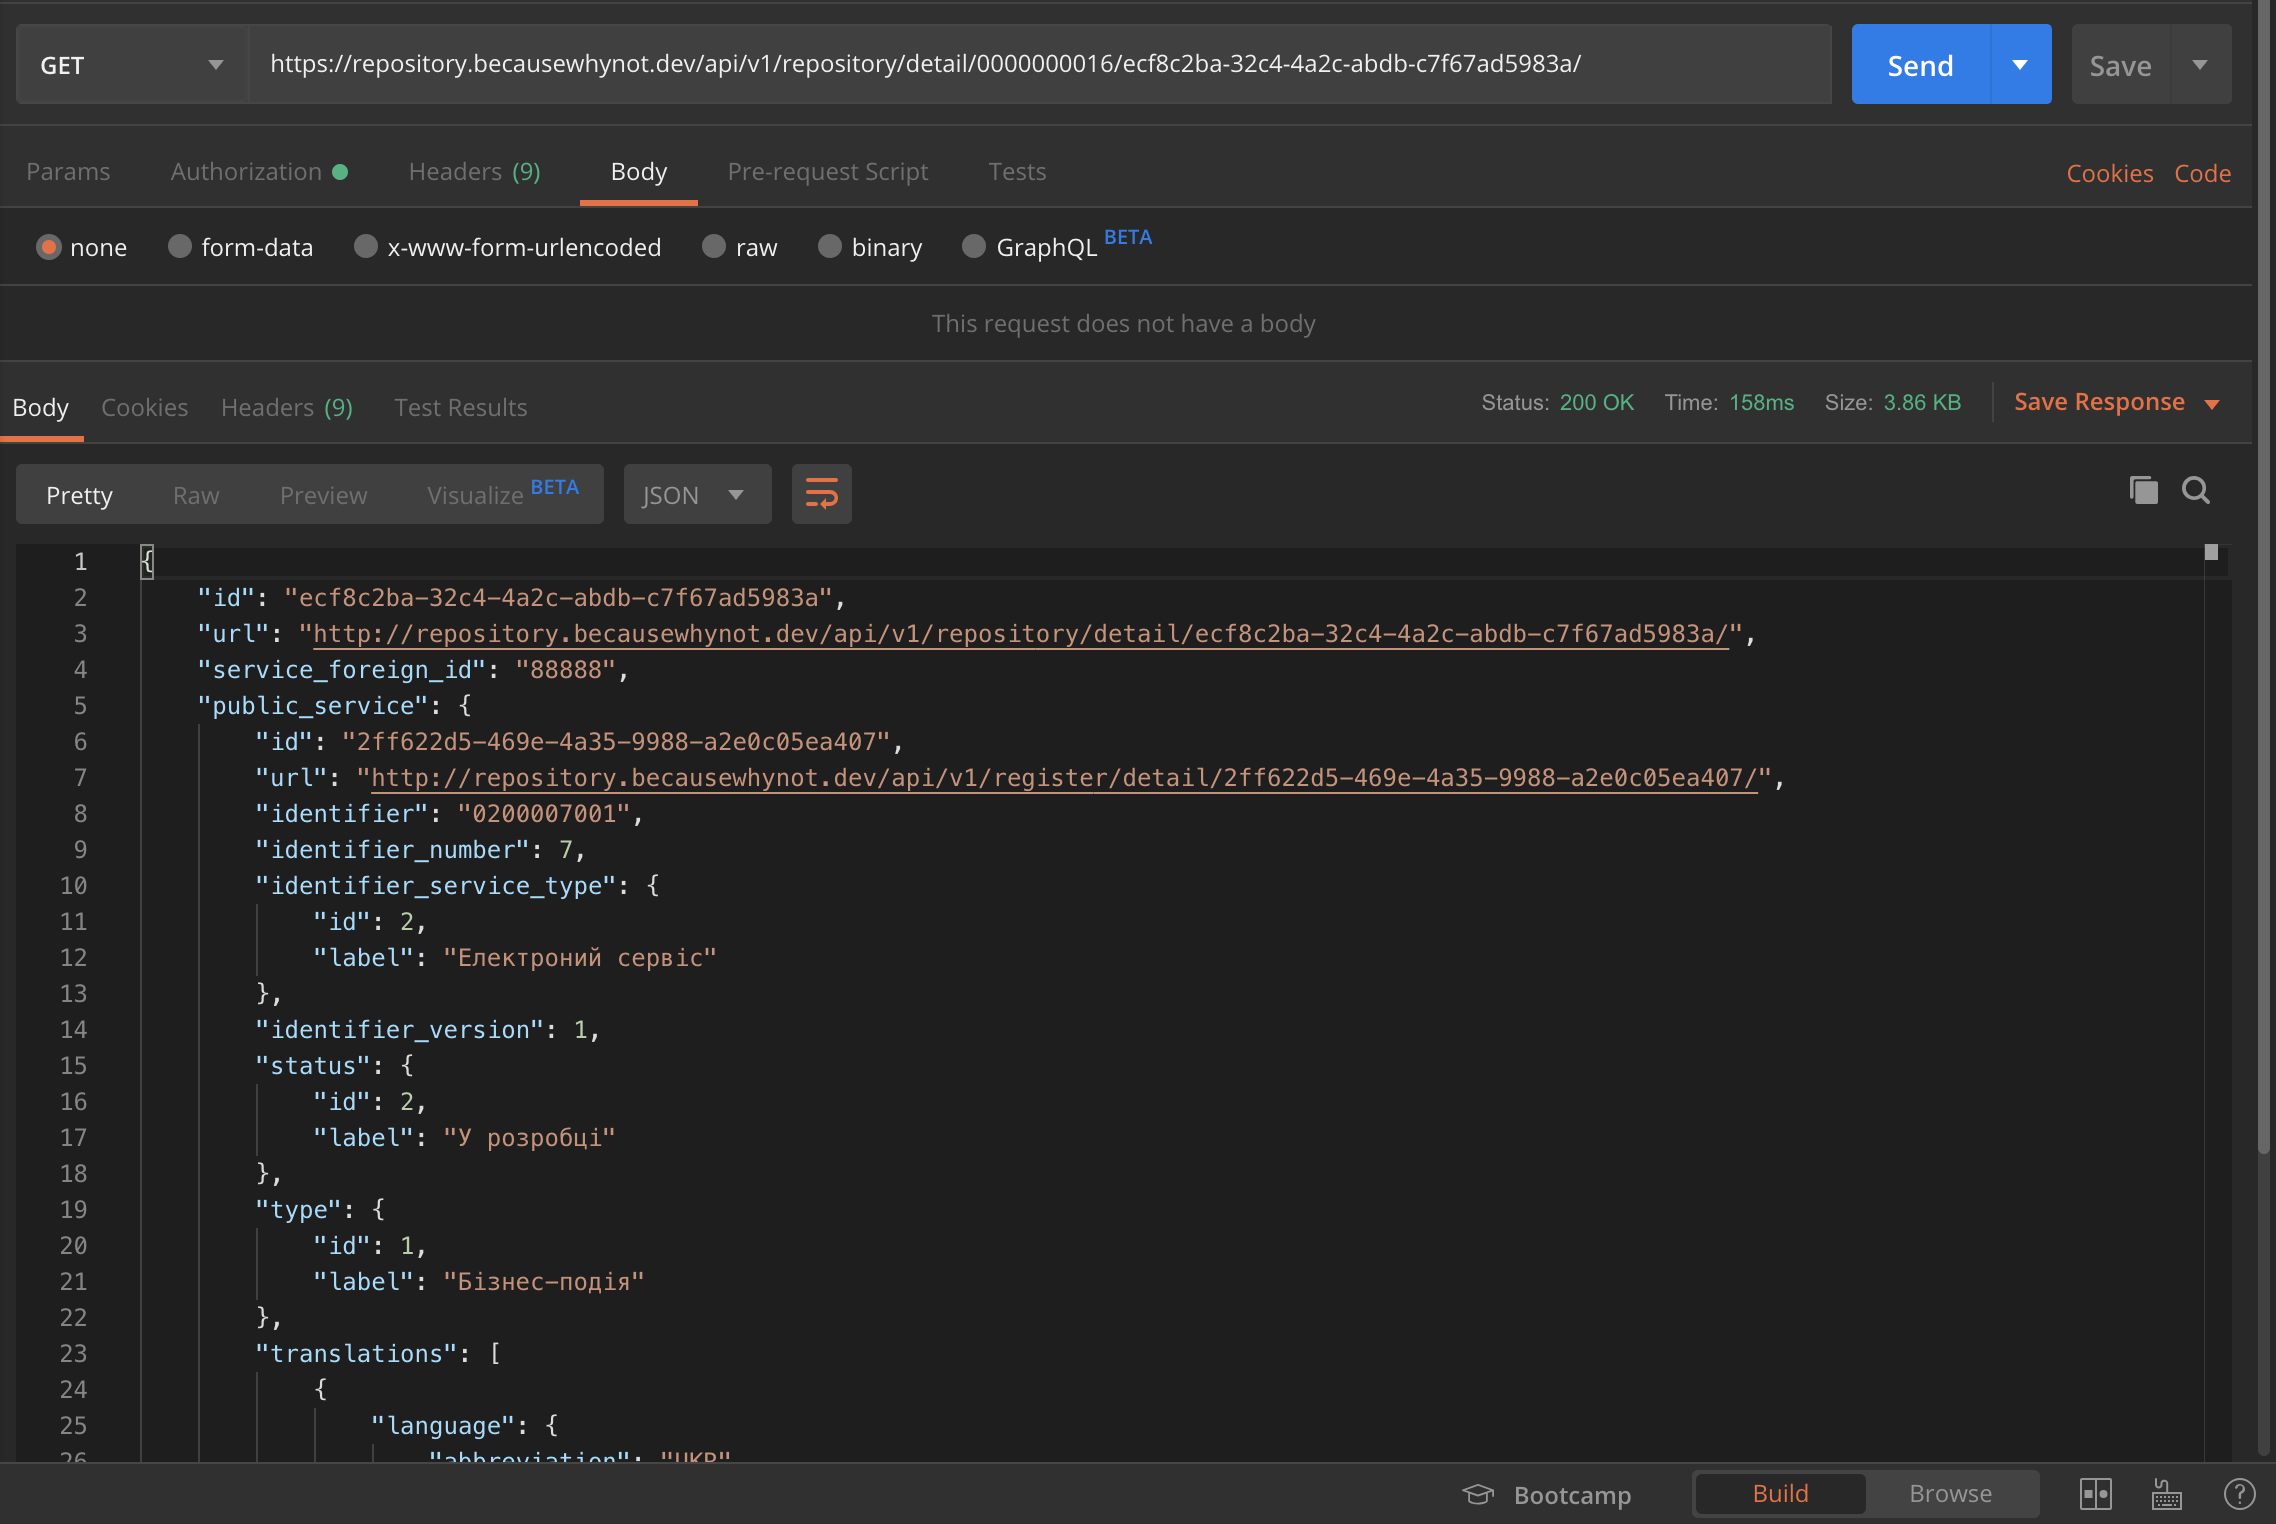 GET https://repository.becausewhynot.dev/api/v1/repository/detail/0000000016/ecf8c2ba-32c4-4a2c-abdb-c7f67ad5983a/ Send Save
Params Authorization Headers (9) Body Pre-request Script Tests Cookies Code
none form-data x-www-form-urlencoded raw binary GraphQL BETA
This request does not have a body
Body Cookies Headers (9) Test Results Status: 200 OK Time: 158ms Size: 3.86 KB Save Response
Pretty Raw Preview Visualize BETA JSON
1 {
2 "id": "ecf8c2ba-32c4-4a2c-abdb-c7f67ad5983a",
3 "url": "http://repository.becausewhynot.dev/api/v1/repository/detail/ecf8c2ba-32c4-4a2c-abdb-c7f67ad5983a/",
4 "service_foreign_id": "88888",
5 "public_service": {
6 "id": "2ff622d5-469e-4a35-9988-a2e0c05ea407",
7 "url": "http://repository.becausewhynot.dev/api/v1/register/detail/2ff622d5-469e-4a35-9988-a2e0c05ea407/",
8 "identifier": "0200007001",
9 "identifier_number": 7,
10 "identifier_service_type": {
11 "id": 2,
12 "label": "Електроний сервіс"
13 },
14 "identifier_version": 1,
15 "status": {
16 "id": 2,
17 "label": "У розробці"
18 },
19 "type": {
20 "id": 1,
21 "label": "Бізнес-подія"
22 },
23 "translations": [
24 {
25 "language": {
26 "abbreviation": "UKR"
Bootcamp Build Browse